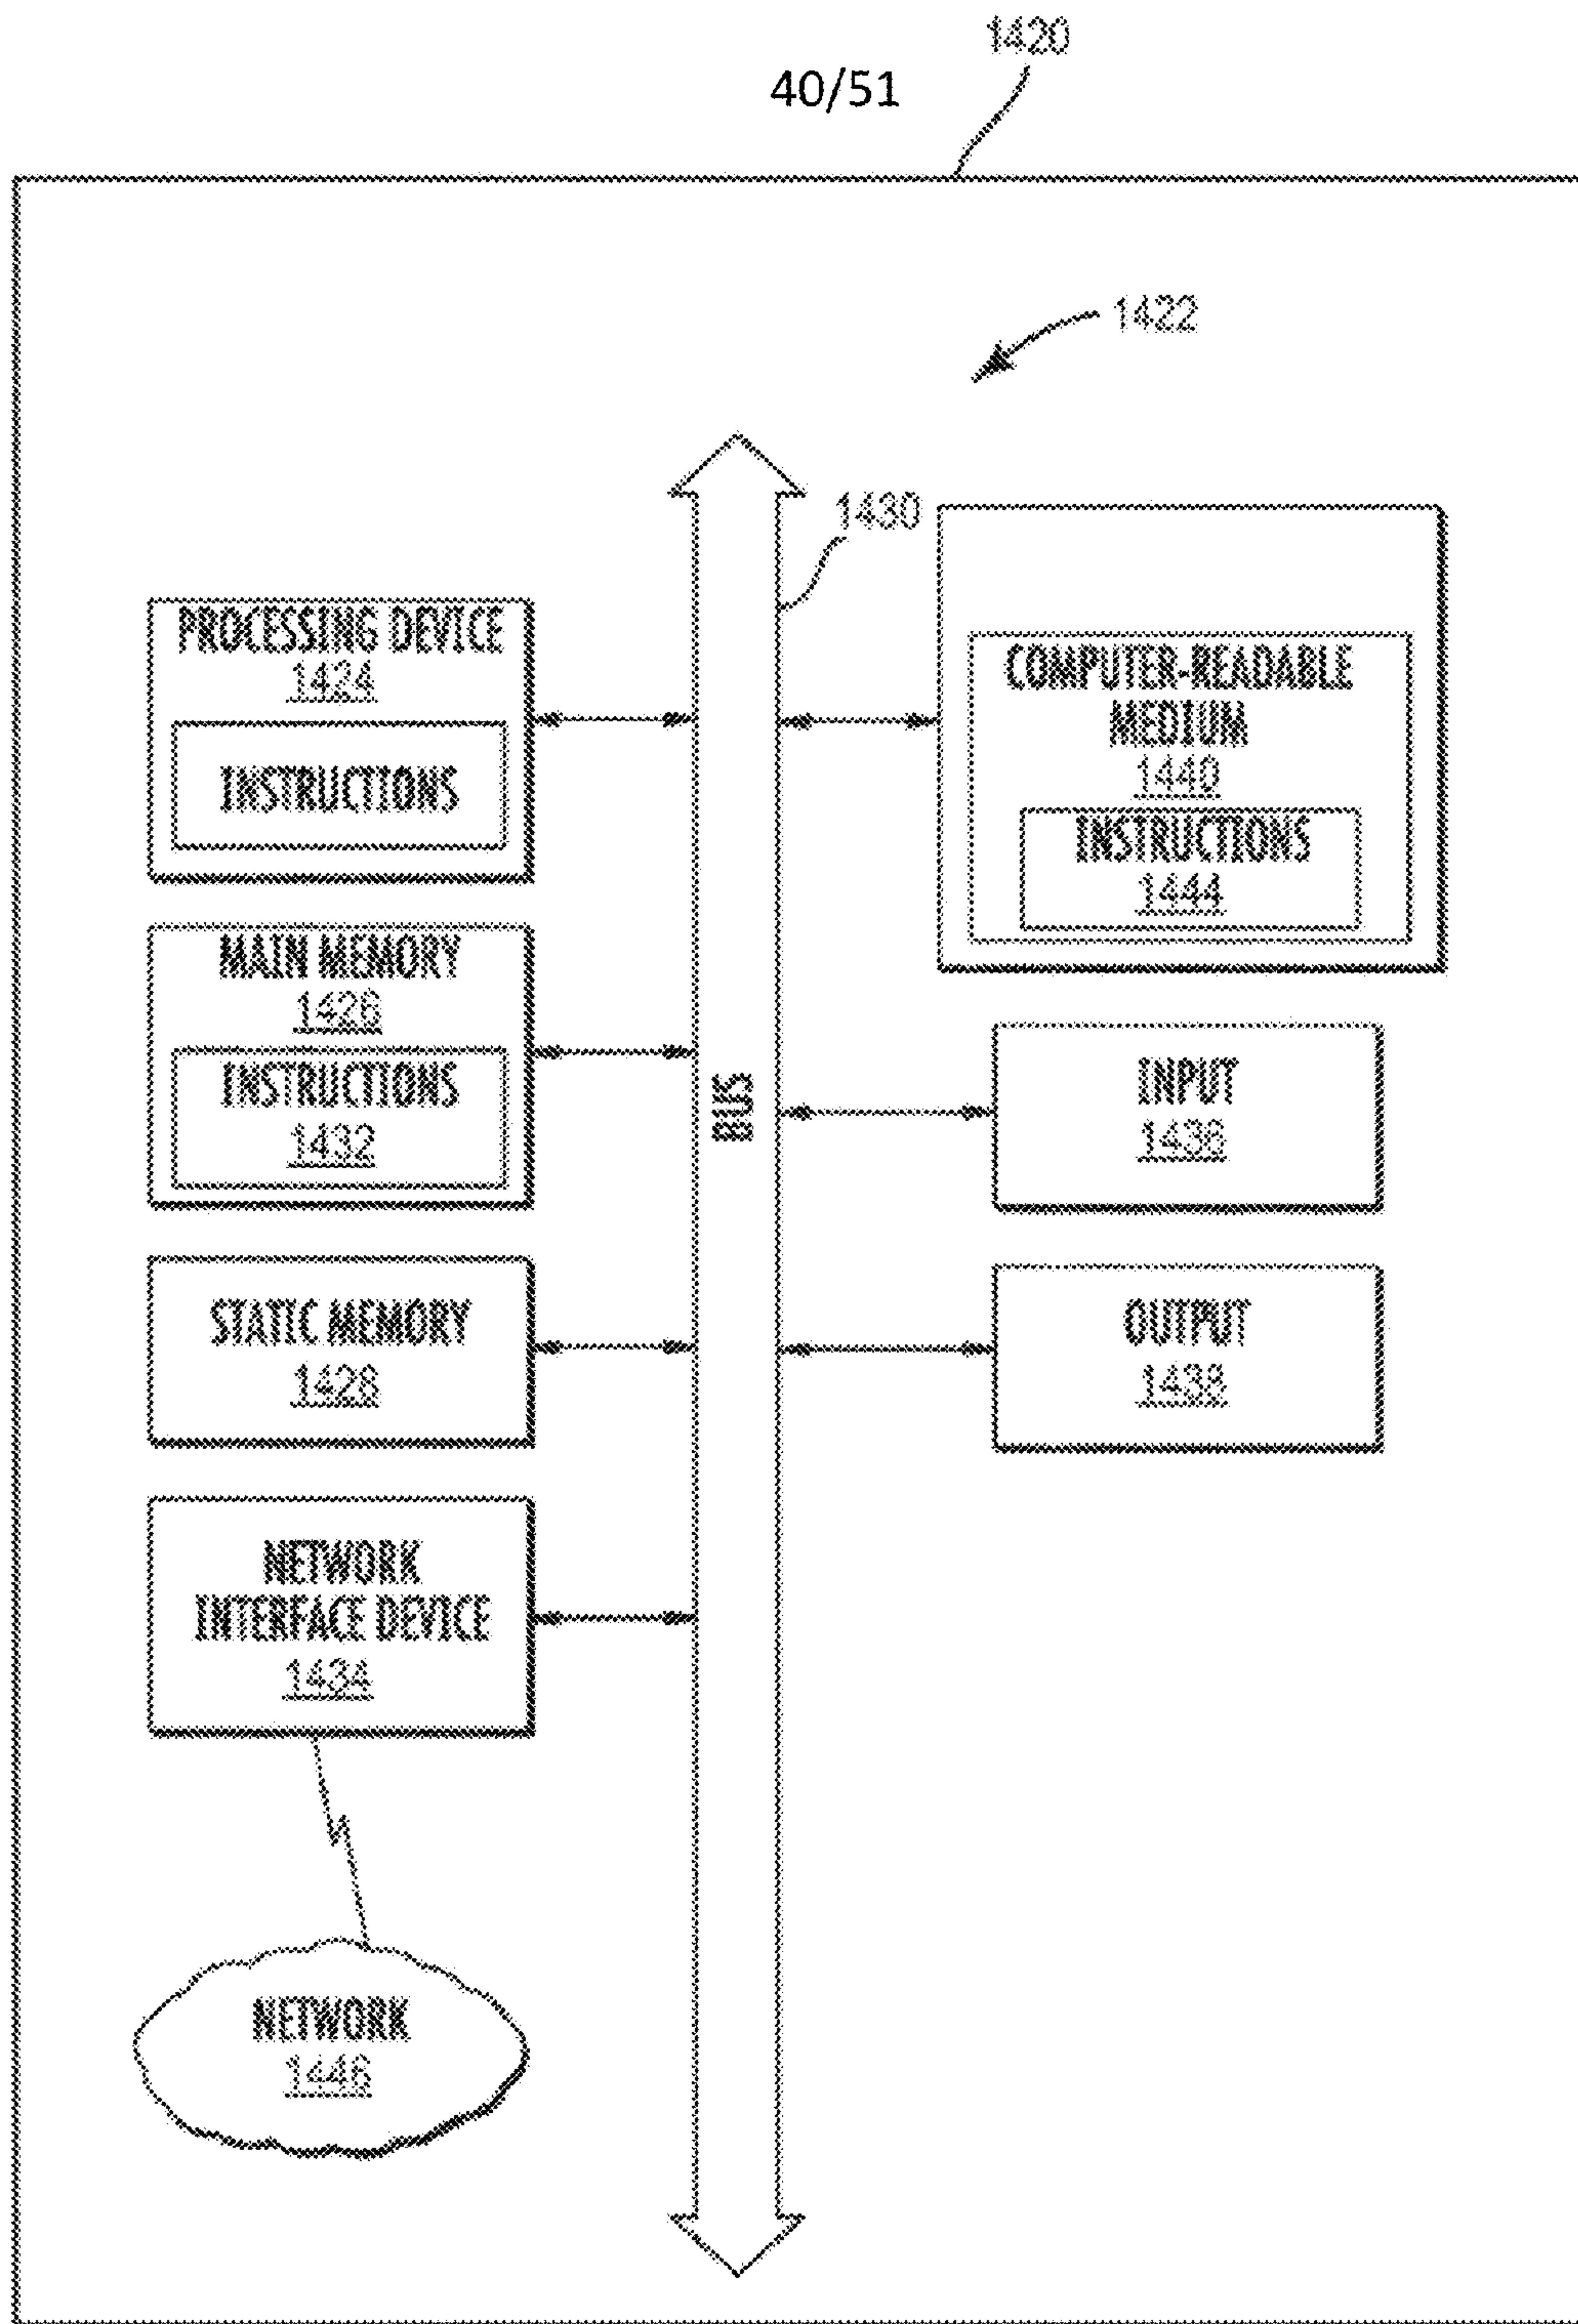 1420
40/51
1422
1430
PROCESSING DEVICE
1424
INSTRUCTIONS
MAIN MEMORY
1426
INSTRUCTIONS
1432
STATIC MEMORY
1428
NETWORK
INTERFACE DEVICE
1434
NETWORK
1446
BUS
COMPUTER-READABLE
MEDIUM
1440
INSTRUCTIONS
1444
INPUT
1436
OUTPUT
1438